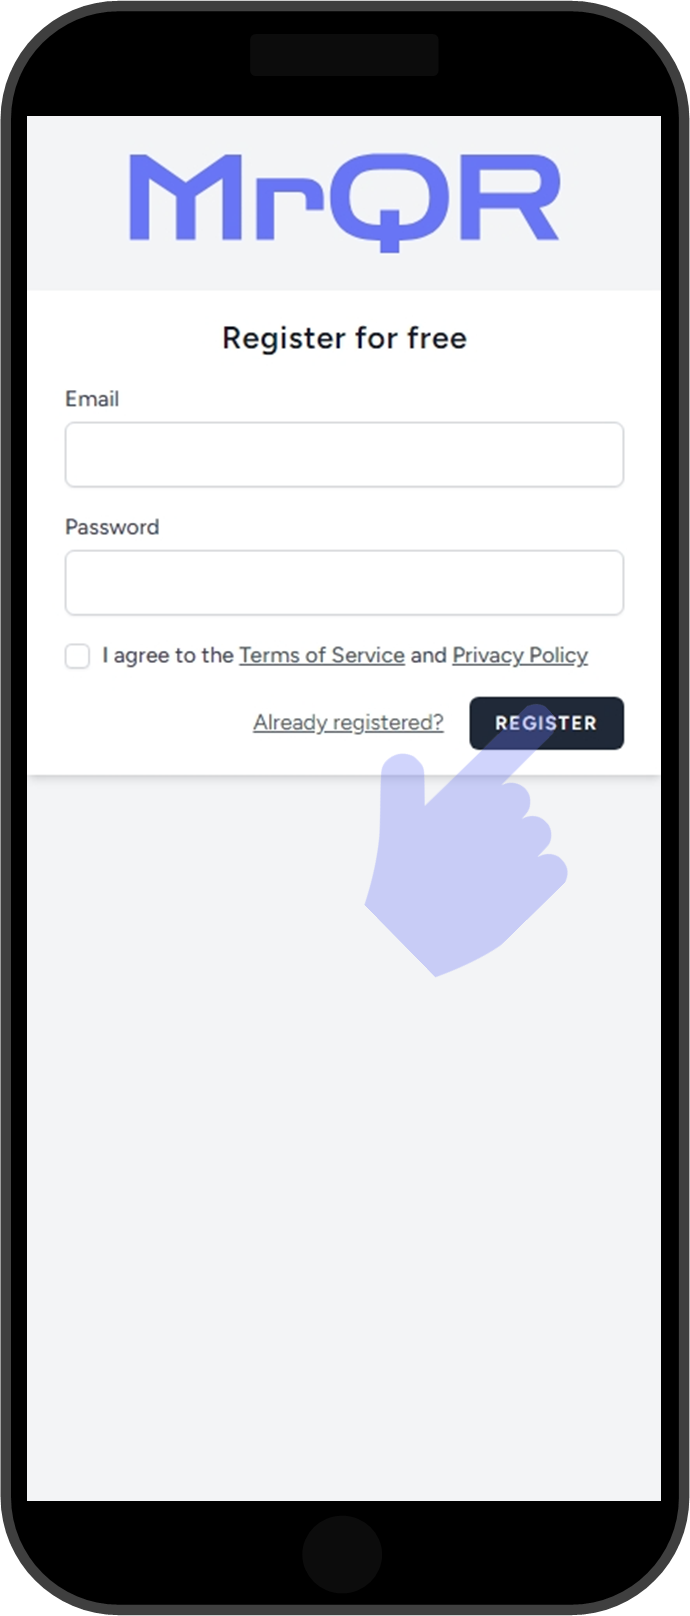 MrQR
Register for free
Email
Password
I agree to the Terms of Service and Privacy Policy
Already registered? REGISTER